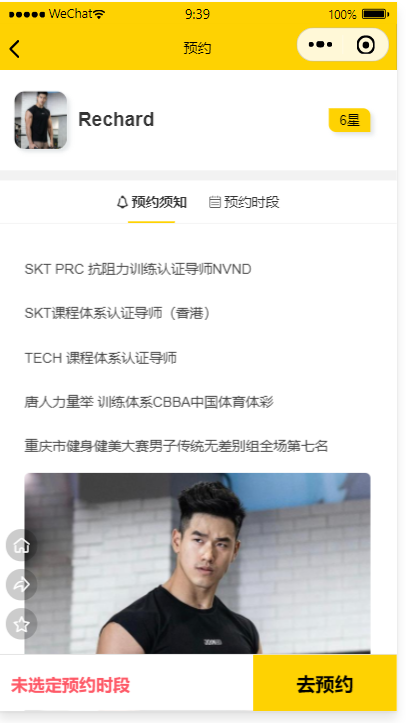 WeChat 9:39 100%
预约
Rechard 6星
预约须知 预约时段
SKT PRC 抗阻力训练认证导师NVND
SKT课程体系认证导师（香港）
TECH 课程体系认证导师
唐人力量举 训练体系CBBA中国体育体彩
重庆市健身健美大赛男子传统无差别组全场第七名
未选定预约时段 去预约